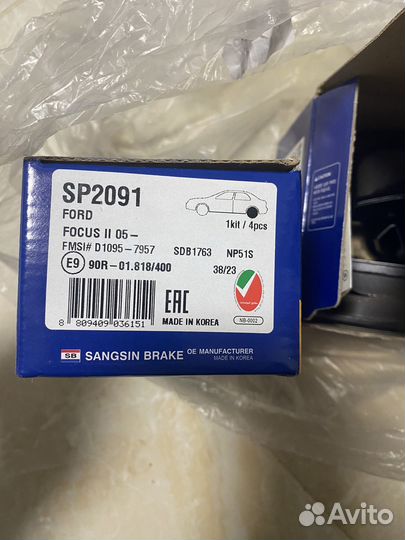 SP2091
FORD
1kit / 4pcs
FOCUS II 05-
FMSI# D1095-7957 SDB1763 NP51S
E9 90R-01.818/400 38/23
EAC
NB-0002
8 809409 036151 MADE IN KOREA
SB SANGSIN BRAKE OE MANUFACTURER
MADE IN KOREA
Avito